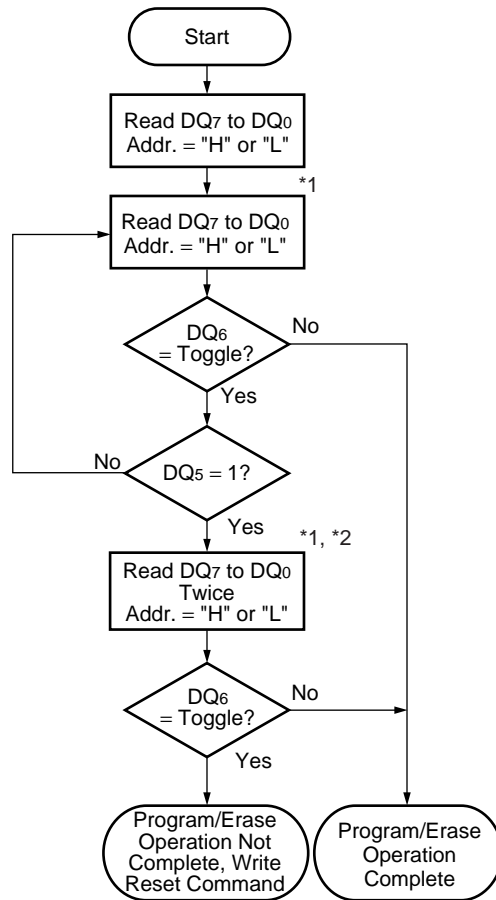 Start
Read DQ7 to DQ0
Addr. = "H" or "L"
*1
Read DQ7 to DQ0
Addr. = "H" or "L"
DQ6
= Toggle?
No
Yes
No
DQ5 = 1?
Yes
*1, *2
Read DQ7 to DQ0
Twice
Addr. = "H" or "L"
DQ6
= Toggle?
No
Yes
Program/Erase
Operation Not
Complete, Write
Reset Command
Program/Erase
Operation
Complete